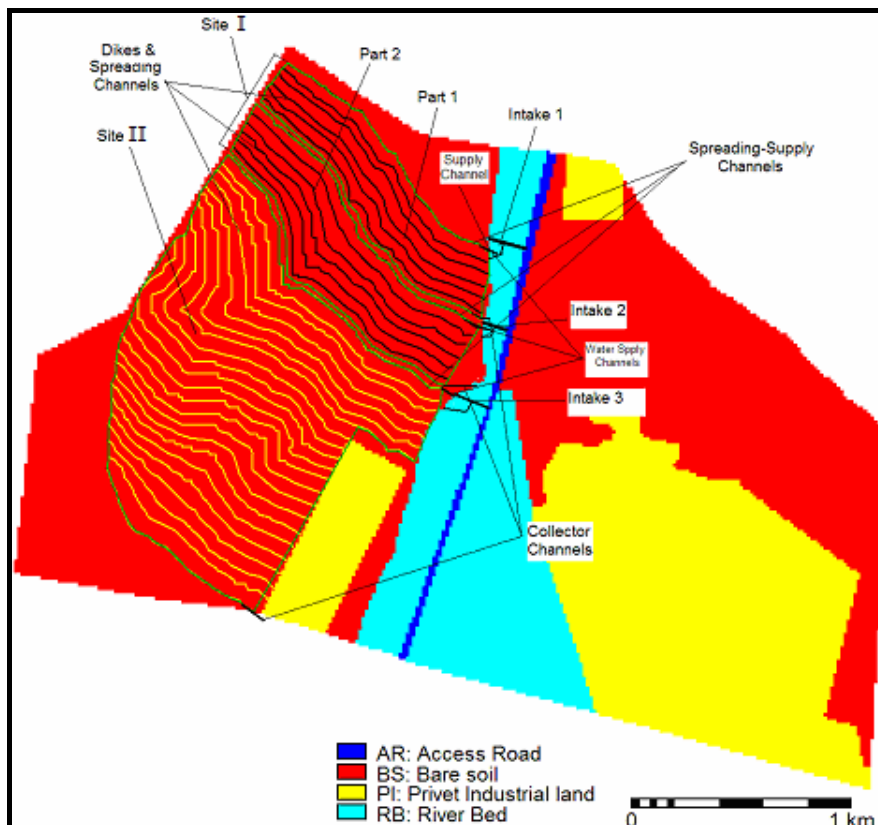 Site I
Dikes &
Spreading
Channels
Part 2
Site II
Part 1
Intake 1
Supply
Channel
Spreading-Supply
Channels
Intake 2
Water Spply
Channels
Intake 3
Collector
Channels
AR: Access Road
BS: Bare soil
PI: Privet Industrial land
RB: River Bed
0 1 km